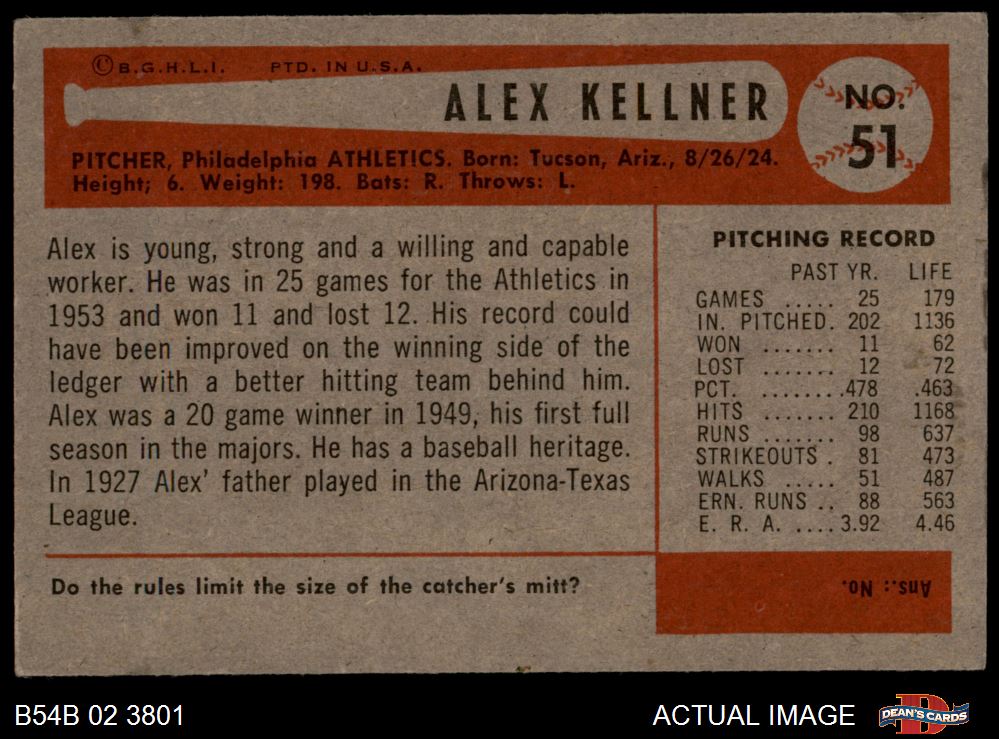 © B.G.H.L.I. PTD. IN U.S.A.
ALEX KELLNER
NO. 51
PITCHER, Philadelphia ATHLETICS. Born: Tucson, Ariz., 8/26/24.
Height; 6. Weight: 198. Bats: R. Throws: L.
Alex is young, strong and a willing and capable
worker. He was in 25 games for the Athletics in
1953 and won 11 and lost 12. His record could
have been improved on the winning side of the
ledger with a better hitting team behind him.
Alex was a 20 game winner in 1949, his first full
season in the majors. He has a baseball heritage.
In 1927 Alex' father played in the Arizona-Texas
League.
PITCHING RECORD
PAST YR. LIFE
GAMES ..... 25 179
IN. PITCHED. 202 1136
WON ....... 11 62
LOST ....... 12 72
PCT. ........478 .463
HITS ....... 210 1168
RUNS ....... 98 637
STRIKEOUTS . 81 473
WALKS ..... 51 487
ERN. RUNS .. 88 563
E. R. A. ....3.92 4.46
Do the rules limit the size of the catcher's mitt?
Ans.: No.
B54B 02 3801
ACTUAL IMAGE
D
DEAN'S CARDS